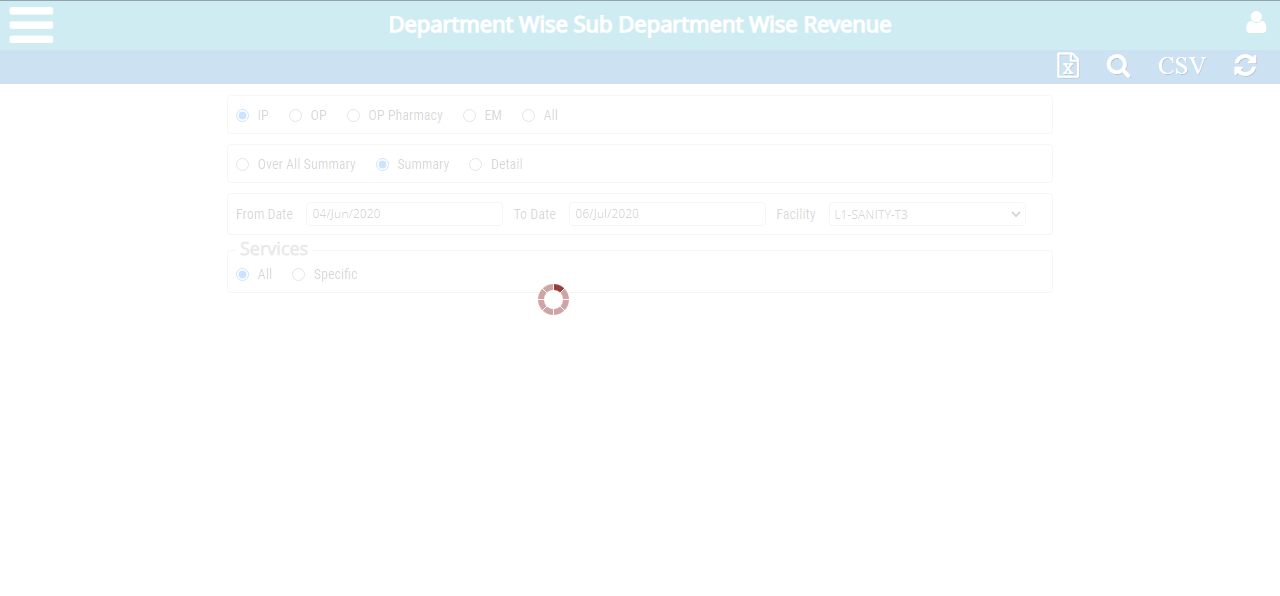 Department Wise Sub Department Wise Revenue
X CSV
IP OP OP Pharmacy EM All
Over All Summary Summary Detail
From Date 04/Jun/2020 To Date 06/Jul/2020 Facility L1-SANITY-T3
Services
All Specific